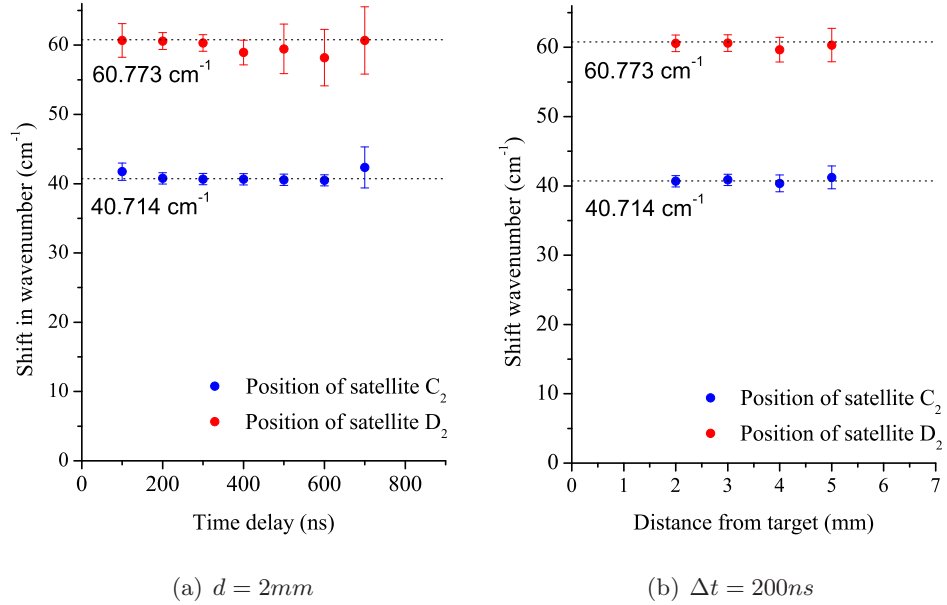 60
50
40
30
20
10
0
Shift in wavenumber (cm⁻¹)
60.773 cm⁻¹
40.714 cm⁻¹
Position of satellite C₂
Position of satellite D₂
0 200 400 600 800
Time delay (ns)
(a) d = 2mm
60
50
40
30
20
10
0
Shift wavenumber (cm⁻¹)
60.773 cm⁻¹
40.714 cm⁻¹
Position of satellite C₂
Position of satellite D₂
0 1 2 3 4 5 6 7
Distance from target (mm)
(b) Δt = 200ns